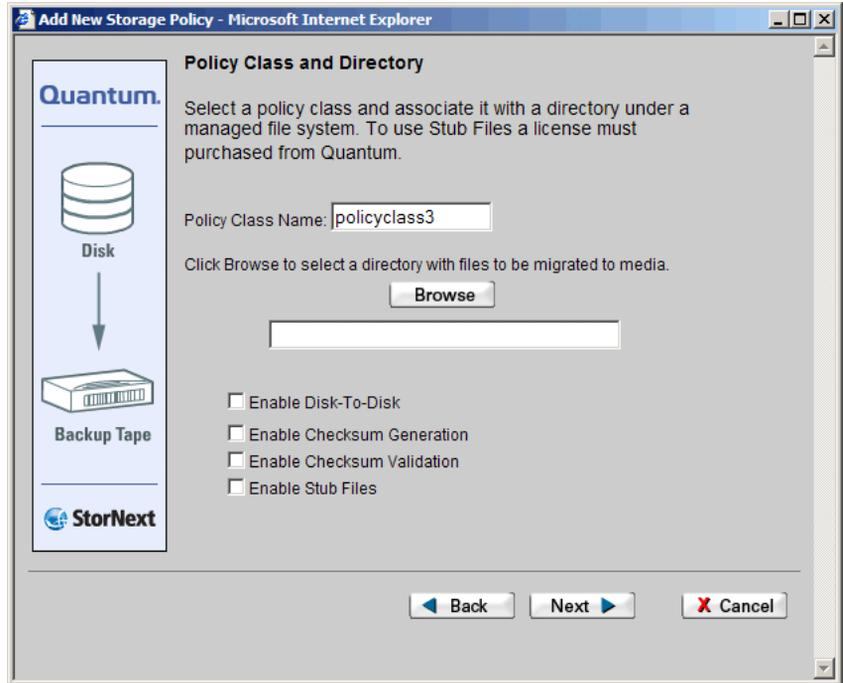 Add New Storage Policy - Microsoft Internet Explorer
Quantum.
Disk
Backup Tape
StorNext
Policy Class and Directory
Select a policy class and associate it with a directory under a
managed file system. To use Stub Files a license must
purchased from Quantum.
Policy Class Name: policyclass3
Click Browse to select a directory with files to be migrated to media.
Browse
Enable Disk-To-Disk
Enable Checksum Generation
Enable Checksum Validation
Enable Stub Files
Back Next X Cancel